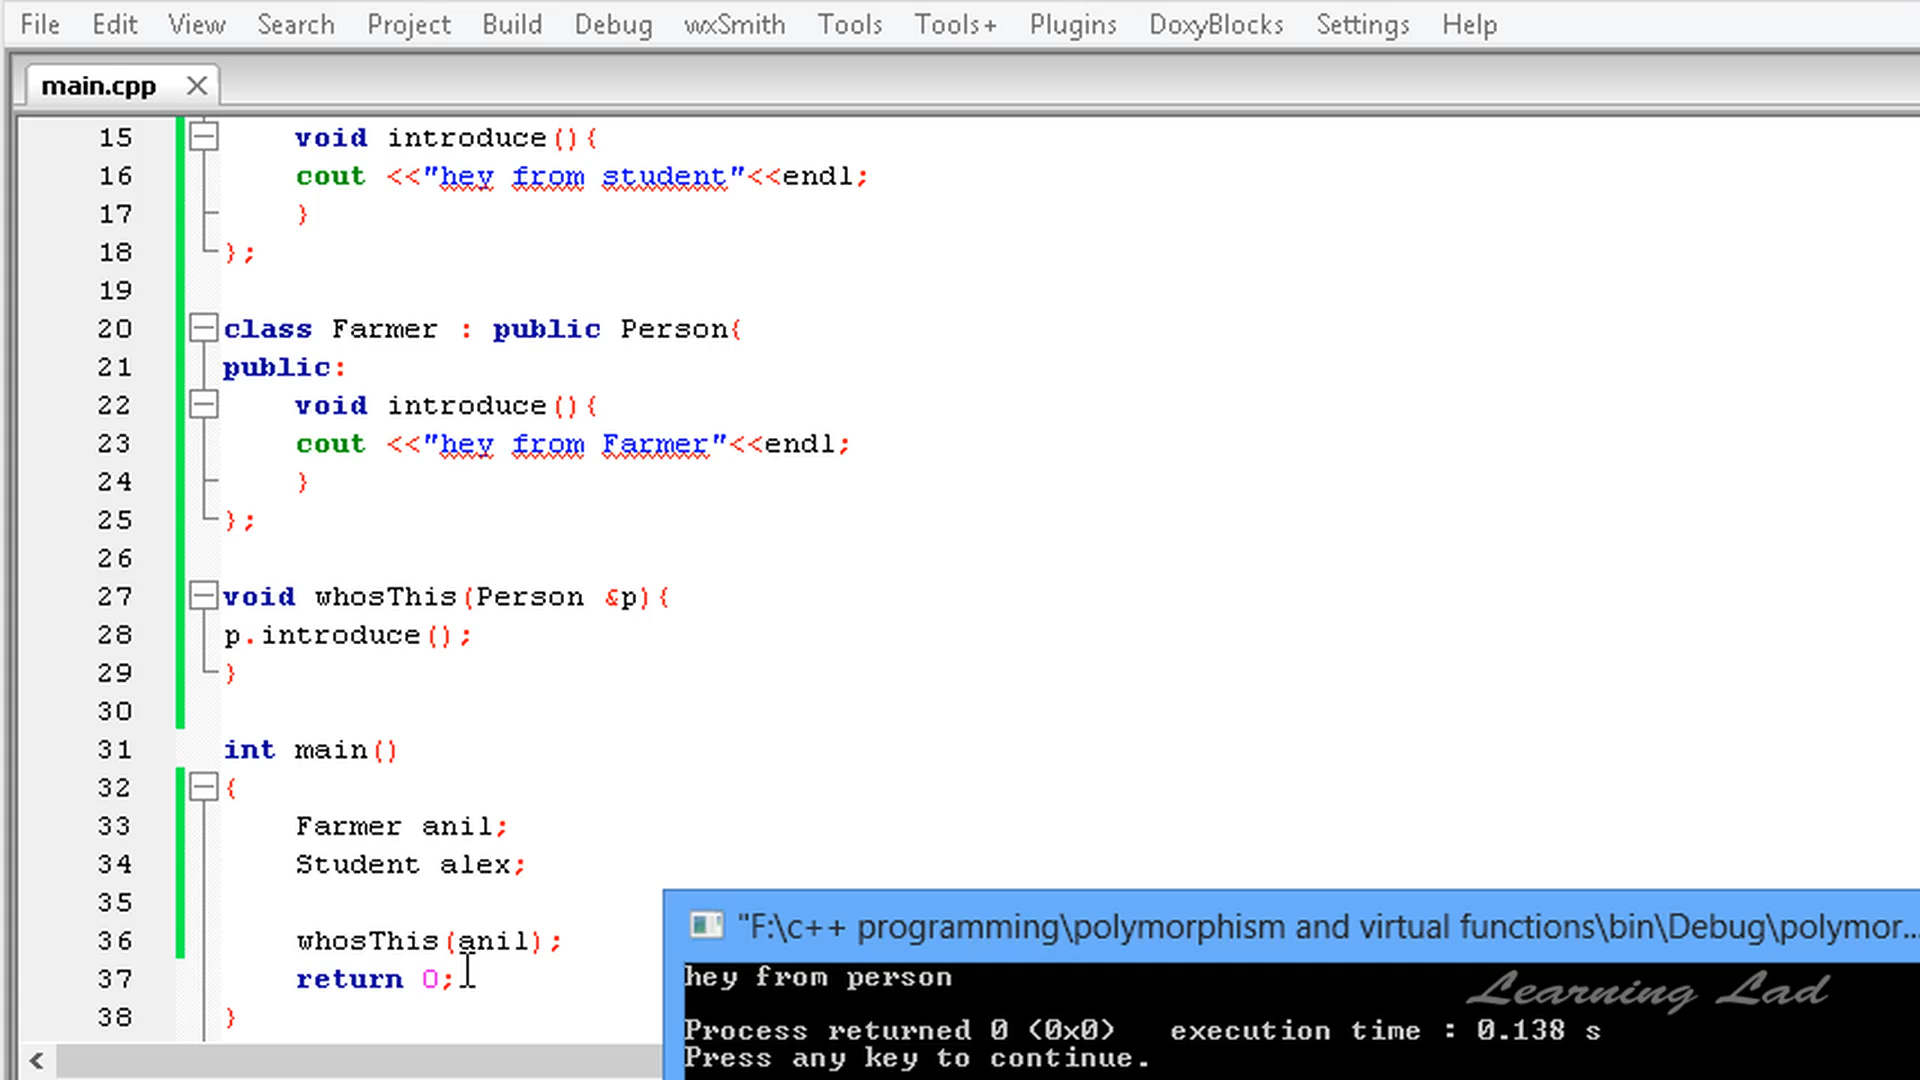 File Edit View Search Project Build Debug wxSmith Tools Tools+ Plugins DoxyBlocks Settings Help
main.cpp
15 void introduce(){
16 cout <<"hey from student"<<endl;
17 }
18 };
19
20 class Farmer : public Person{
21 public:
22 void introduce(){
23 cout <<"hey from Farmer"<<endl;
24 }
25 };
26
27 void whosThis(Person &p){
28 p.introduce();
29 }
30
31 int main()
32 {
33 Farmer anil;
34 Student alex;
35
36 whosThis(anil);
37 return 0;
38 }
"F:\c++ programming\polymorphism and virtual functions\bin\Debug\polymor...
hey from person
Learning Lad
Process returned 0 (0x0) execution time : 0.138 s
Press any key to continue.